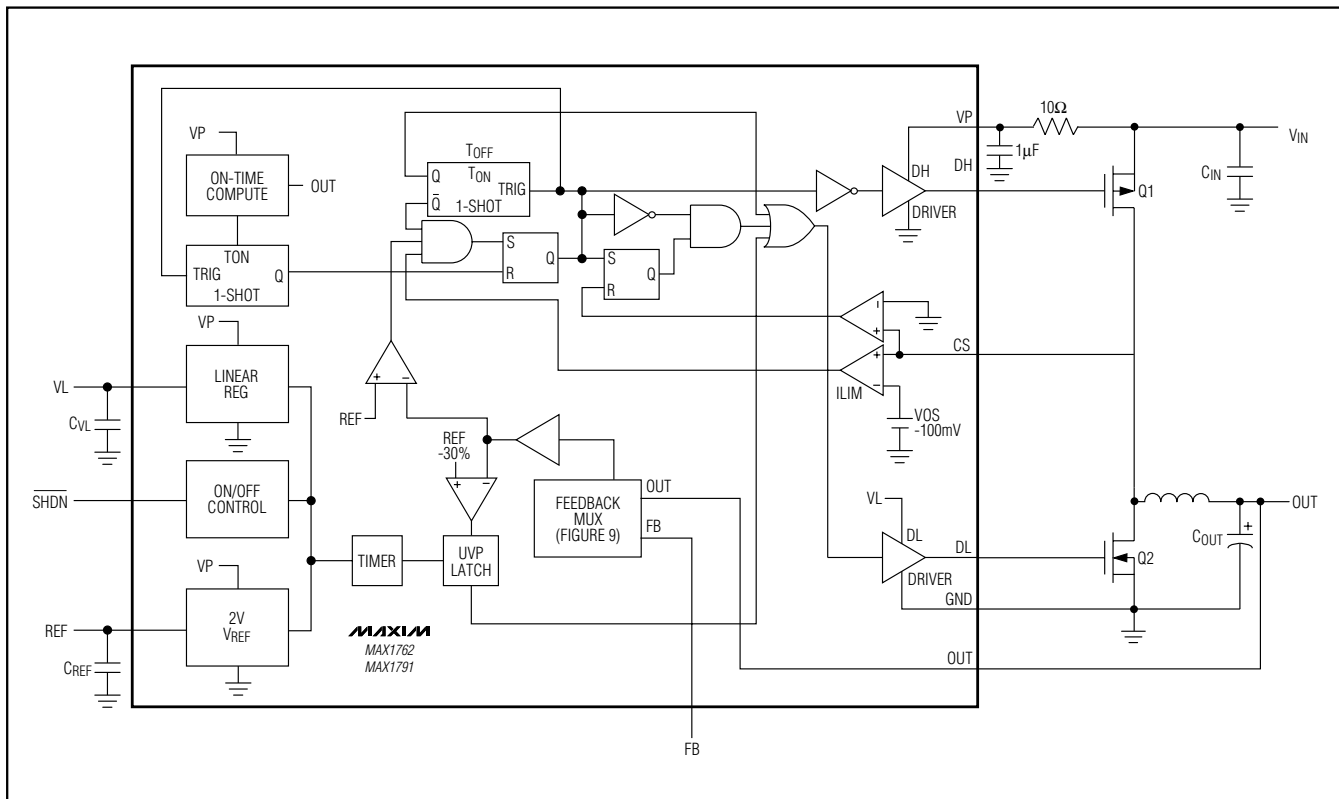 VP
ON-TIME
COMPUTE
OUT
TON
TRIG
Q
1-SHOT
TOFF
Q
TON
TRIG
Q̅
1-SHOT
S
Q
R
S
Q
R
DH
DRIVER
VP
DH
10Ω
1µF
CIN
VIN
Q1
VP
VL
LINEAR
REG
CVL
SHDN
ON/OFF
CONTROL
VP
REF
2V
VREF
CREF
TIMER
UVP
LATCH
+
–
REF
REF
-30%
+
–
FEEDBACK
MUX
(FIGURE 9)
OUT
FB
–
+
+
–
ILIM
CS
VOS
-100mV
VL
DL
DRIVER
DL
GND
OUT
Q2
COUT
+
OUT
MAXIM
MAX1762
MAX1791
FB